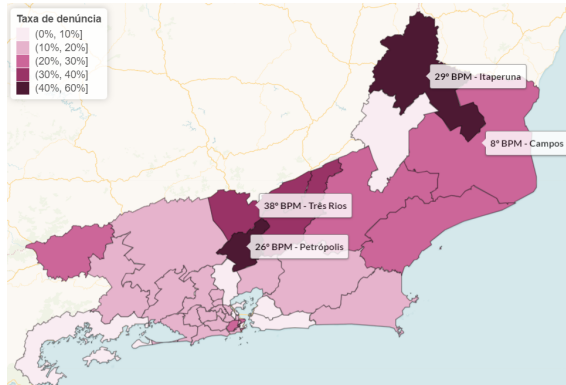 Taxa de denúncia
(0%, 10%]
(10%, 20%]
(20%, 30%]
(30%, 40%]
(40%, 60%]
29º BPM - Itaperuna
8º BPM - Campos
38º BPM - Três Rios
26º BPM - Petrópolis